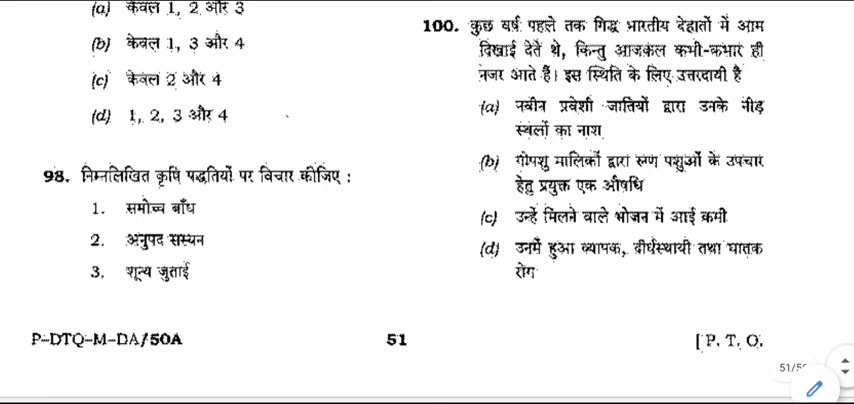 (a) केवल 1, 2 और 3
(b) केवल 1, 3 और 4
(c) केवल 2 और 4
(d) 1, 2, 3 और 4
98. निम्नलिखित कृषि पद्धतियों पर विचार कीजिए :
1. समोच्च बाँध
2. अनुपद सस्यन
3. शून्य जुताई
100. कुछ वर्ष पहले तक गिद्ध भारतीय देहातों में आम
दिखाई देते थे, किन्तु आजकल कभी-कभार ही
नजर आते हैं। इस स्थिति के लिए उत्तरदायी है
(a) नवीन प्रवेशी जातियों द्वारा उनके नीड़
स्थलों का नाश
(b) गोपशु मालिकों द्वारा रुग्ण पशुओं के उपचार
हेतु प्रयुक्त एक औषधि
(c) उन्हें मिलने वाले भोजन में आई कमी
(d) उनमें हुआ व्यापक, दीर्घस्थायी तथा घातक
रोग
P-DTQ-M-DA/50A
51
[ P. T. O.